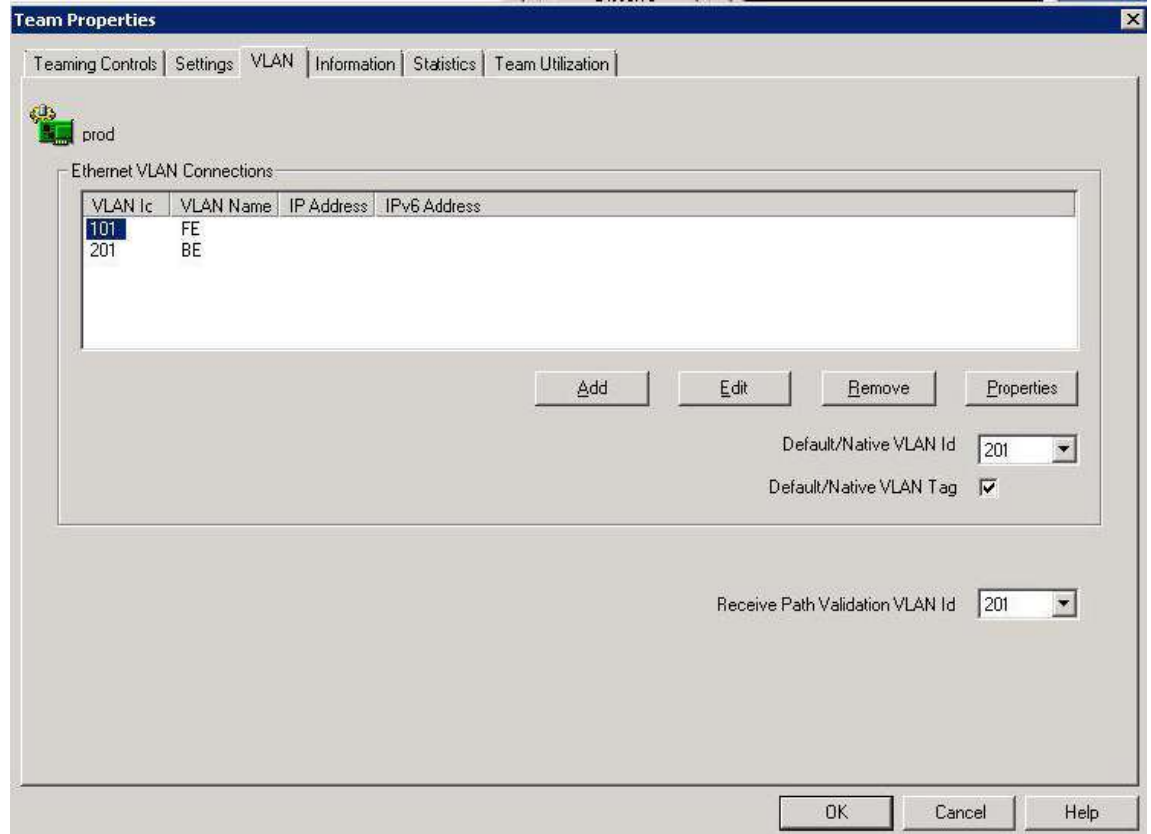 Team Properties
Teaming Controls Settings VLAN Information Statistics Team Utilization
prod
Ethernet VLAN Connections
VLAN Ic VLAN Name IP Address IPv6 Address
101 FE
201 BE
Add Edit Remove Properties
Default/Native VLAN Id 201
Default/Native VLAN Tag
Receive Path Validation VLAN Id 201
OK Cancel Help